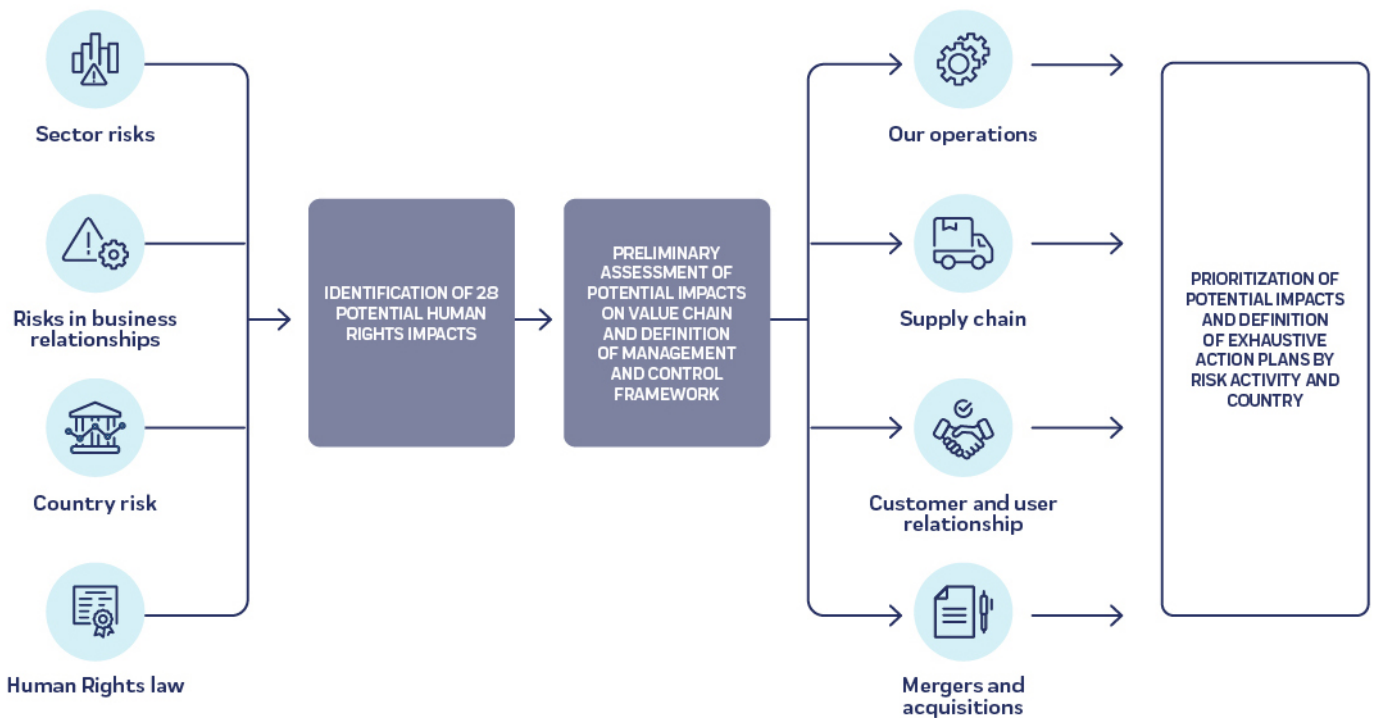 Sector risks
Risks in business
relationships
Country risk
Human Rights law
IDENTIFICATION OF 28
POTENTIAL HUMAN
RIGHTS IMPACTS
PRELIMINARY
ASSESSMENT OF
POTENTIAL IMPACTS
ON VALUE CHAIN
AND DEFINITION
OF MANAGEMENT
AND CONTROL
FRAMEWORK
Our operations
Supply chain
Customer and user
relationship
Mergers and
acquisitions
PRIORITIZATION OF
POTENTIAL IMPACTS
AND DEFINITION
OF EXHAUSTIVE
ACTION PLANS BY
RISK ACTIVITY AND
COUNTRY